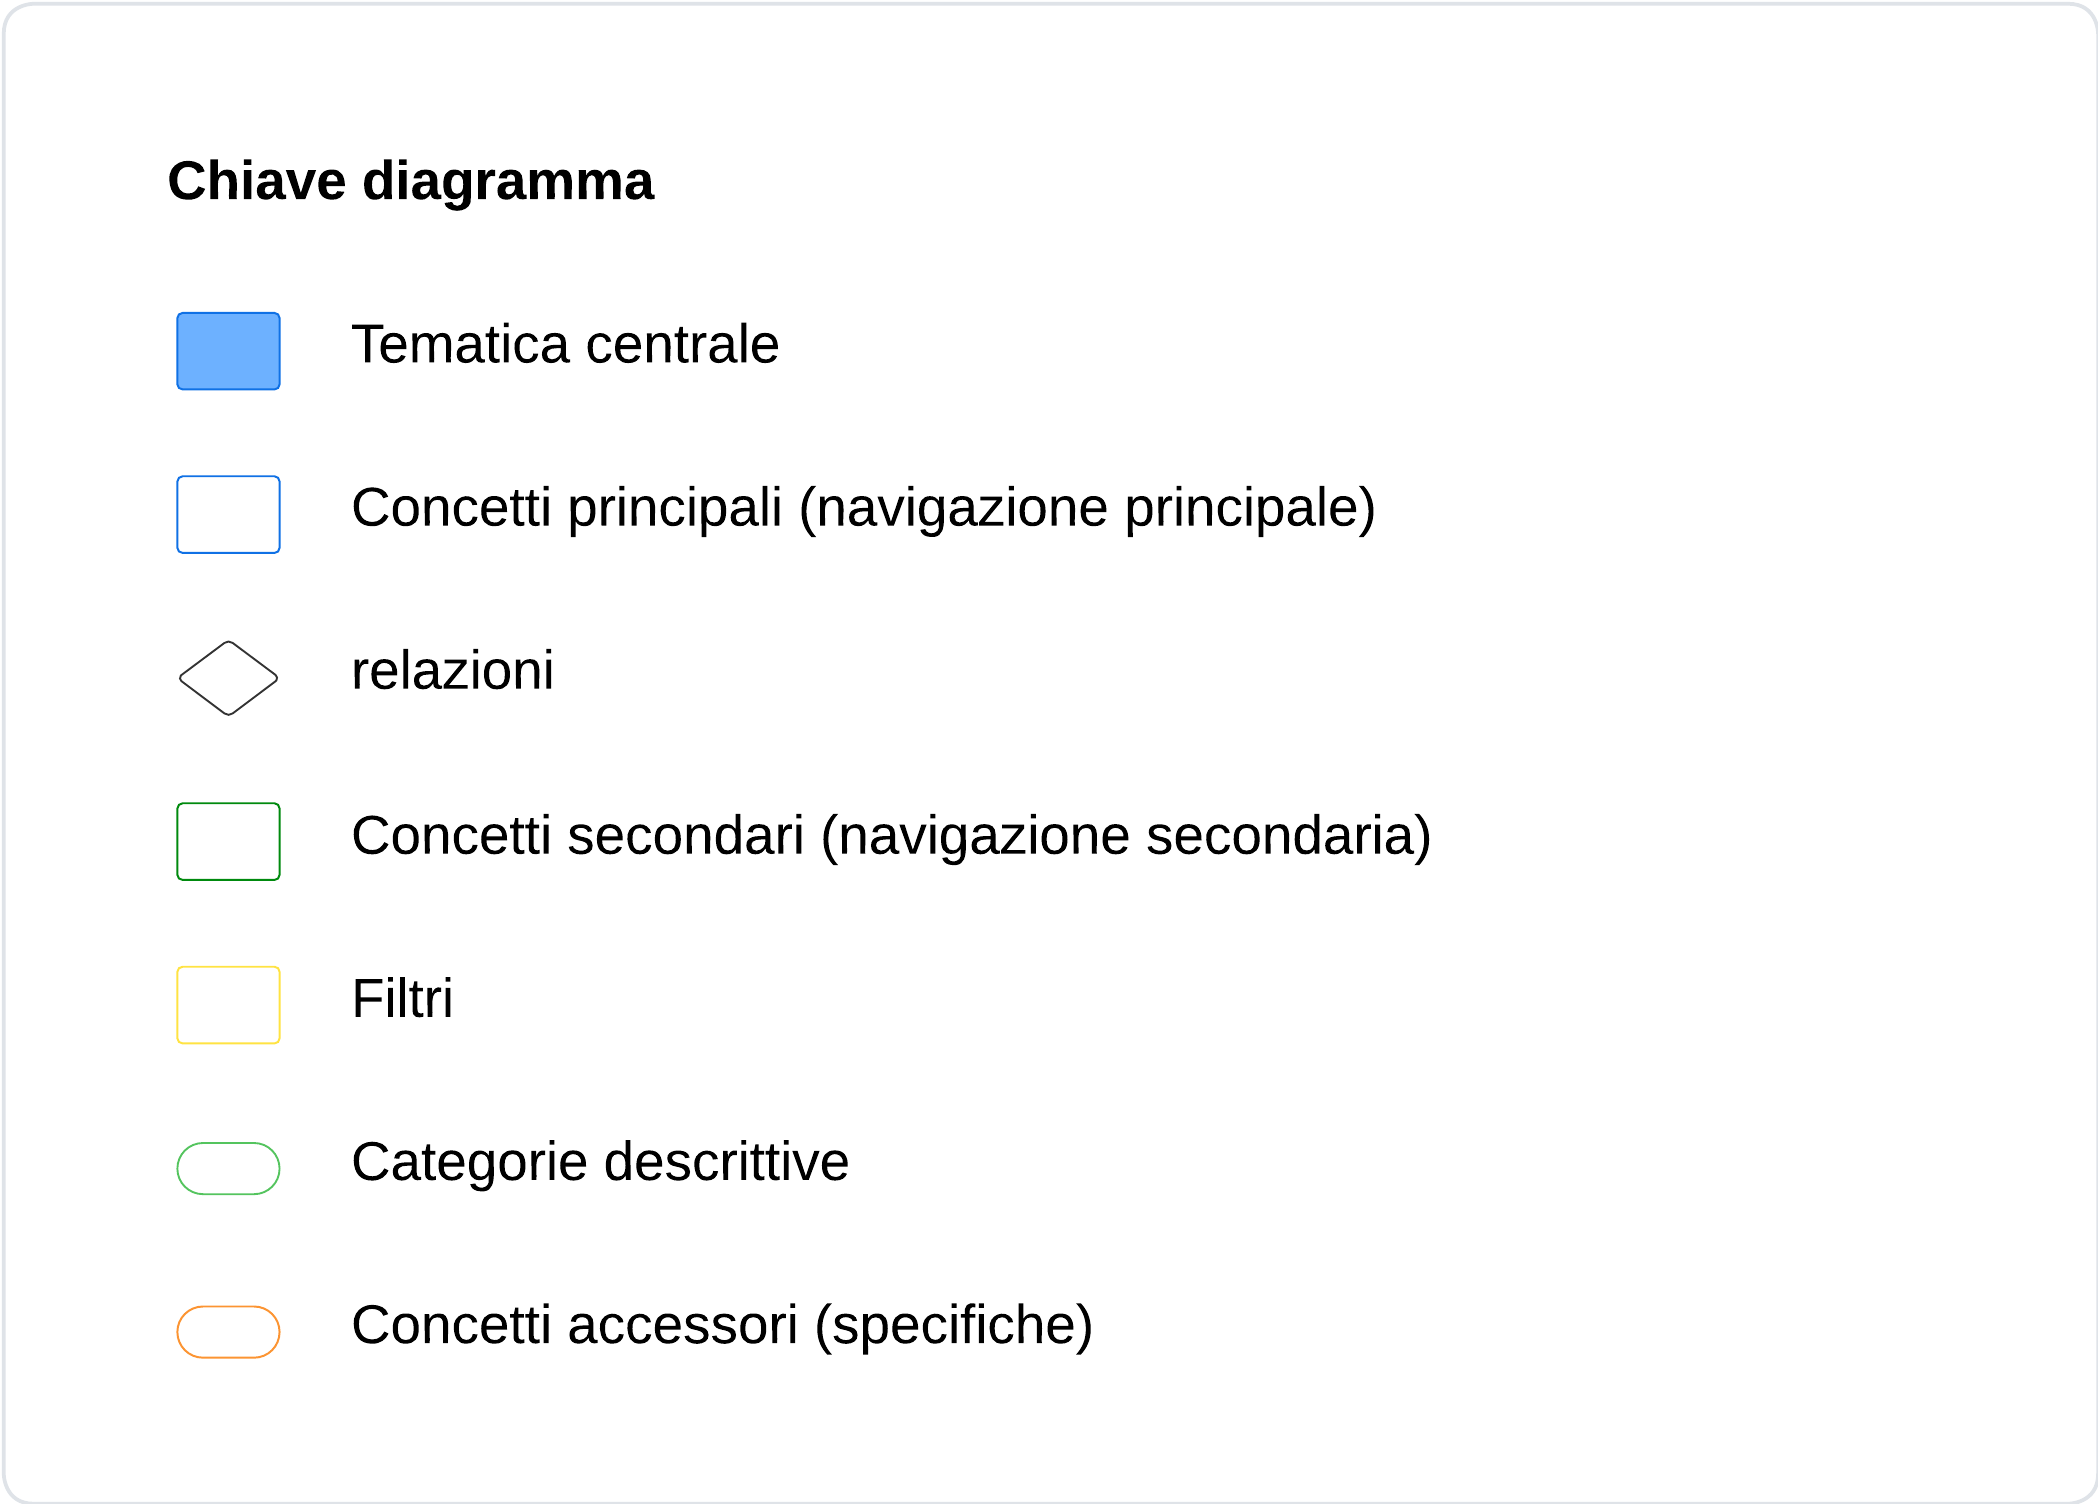 Chiave diagramma
Tematica centrale
Concetti principali (navigazione principale)
relazioni
Concetti secondari (navigazione secondaria)
Filtri
Categorie descrittive
Concetti accessori (specifiche)